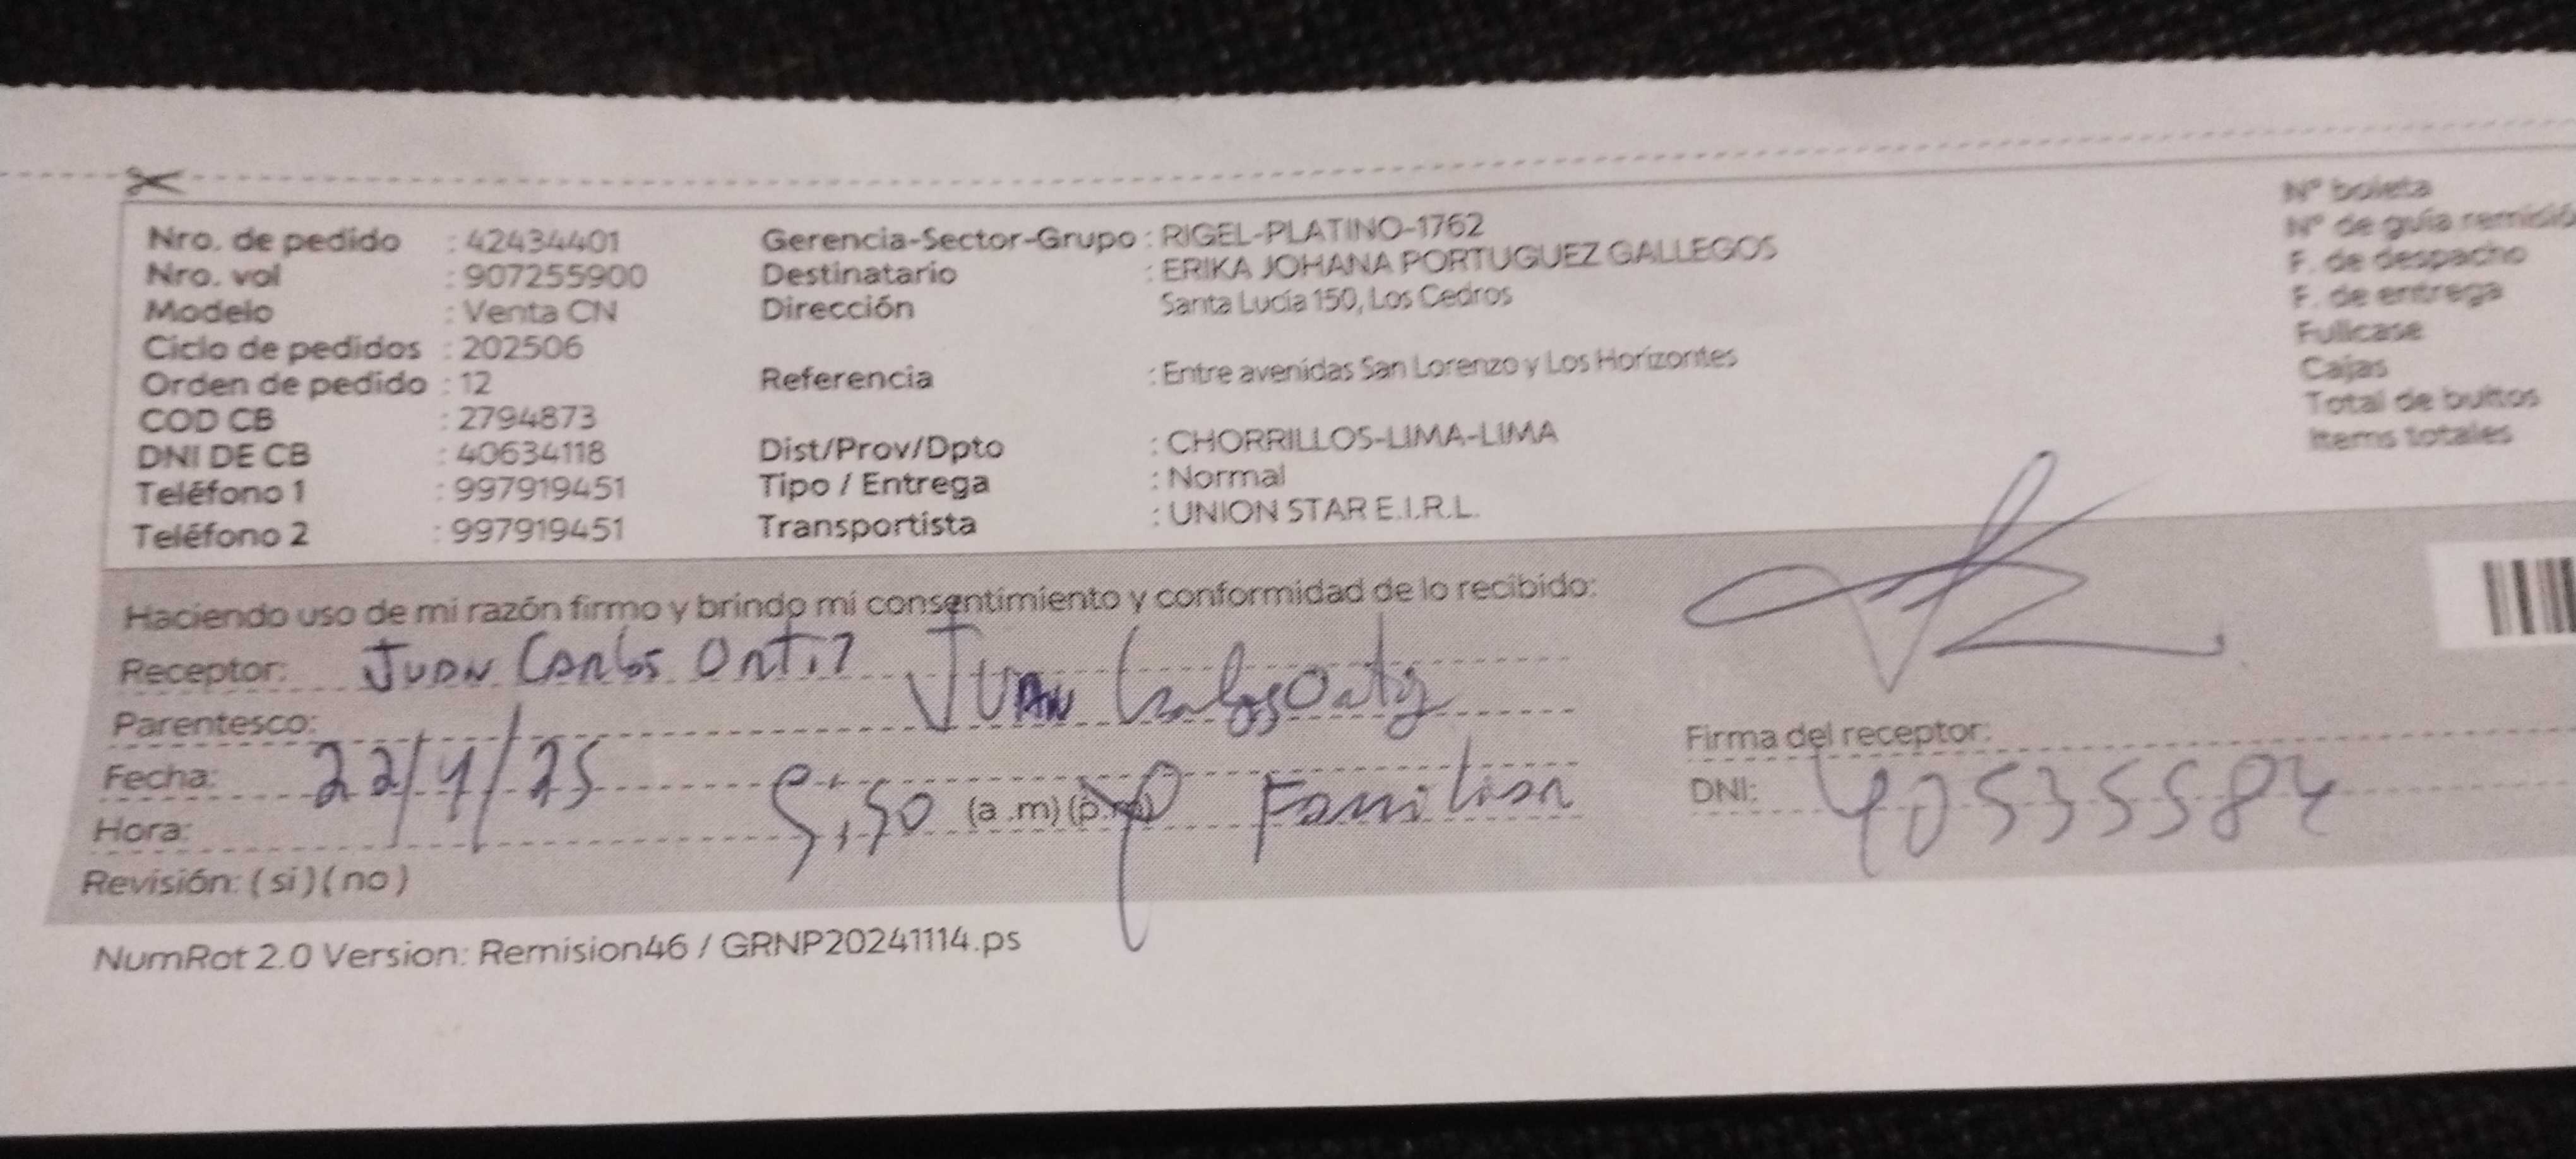 Nro. de pedido : 42434401 Gerencia-Sector-Grupo : RIGEL-PLATINO-1762 N° boleta
Nro. val : 907255900 Destinatario : ERIKA JOHANA PORTUGUEZ GALLEGOS N° de guía remisió
Modelo : Venta CN Dirección Santa Lucía 150, Los Cedros F. de despacho
Ciclo de pedidos : 202506 F. de entrega
Orden de pedido : 12 Referencia : Entre avenidas San Lorenzo y Los Horizontes Fullcase
COD CB : 2794873 Cajas
DNI DE CB : 40634118 Dist/Prov/Dpto : CHORRILLOS-LIMA-LIMA Total de bultos
Teléfono 1 : 997919451 Tipo / Entrega : Normal Items totales
Teléfono 2 : 997919451 Transportista : UNION STAR E.I.R.L.
Haciendo uso de mi razón firmo y brindo mi consentimiento y conformidad de lo recibido:
Receptor: Juan Carlos Ortiz Juan Carlos Ortiz
Parentesco: Firma del receptor:
Fecha: 22/4/25 DNI: 40535584
Hora: 5:50 (a .m) (p.m) Familiar
Revisión: (si)(no)
NumRot 2.0 Version: Remision46 / GRNP20241114.ps